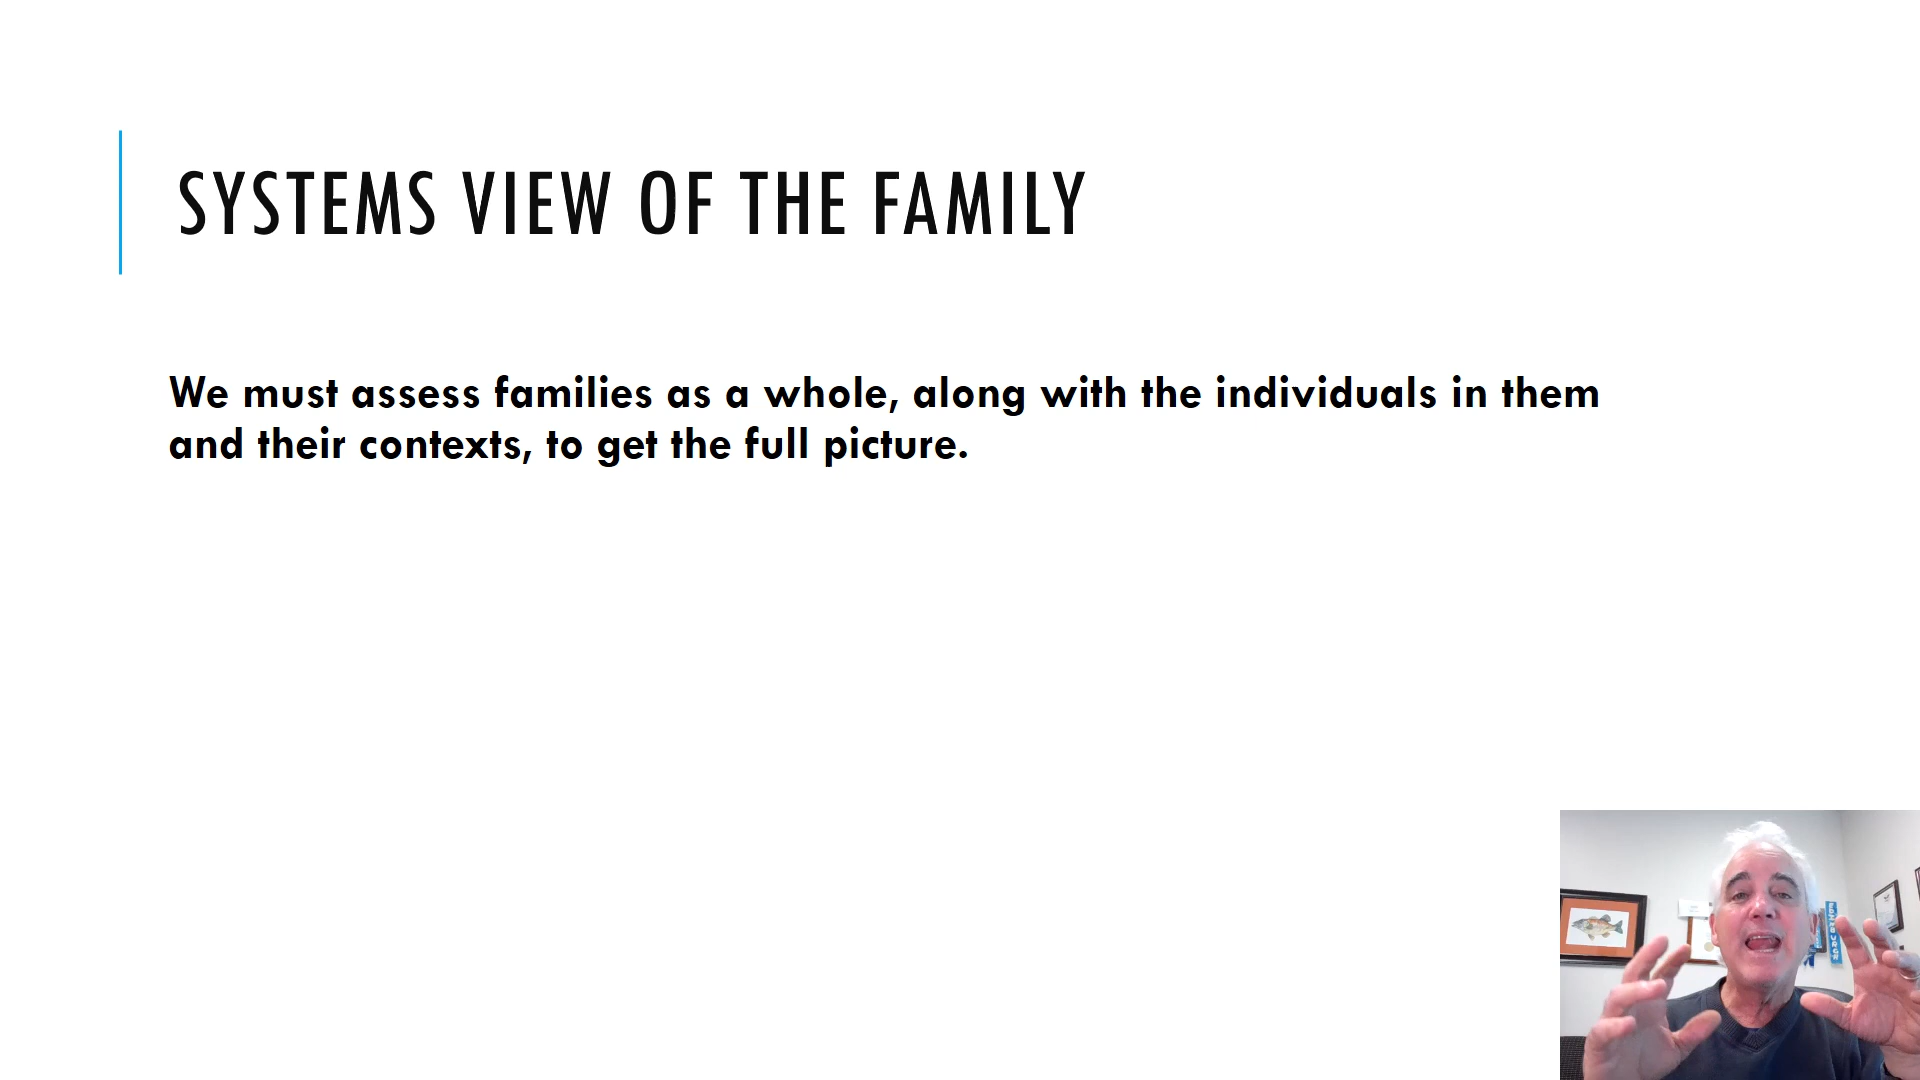 SYSTEMS VIEW OF THE FAMILY
We must assess families as a whole, along with the individuals in them
and their contexts, to get the full picture.